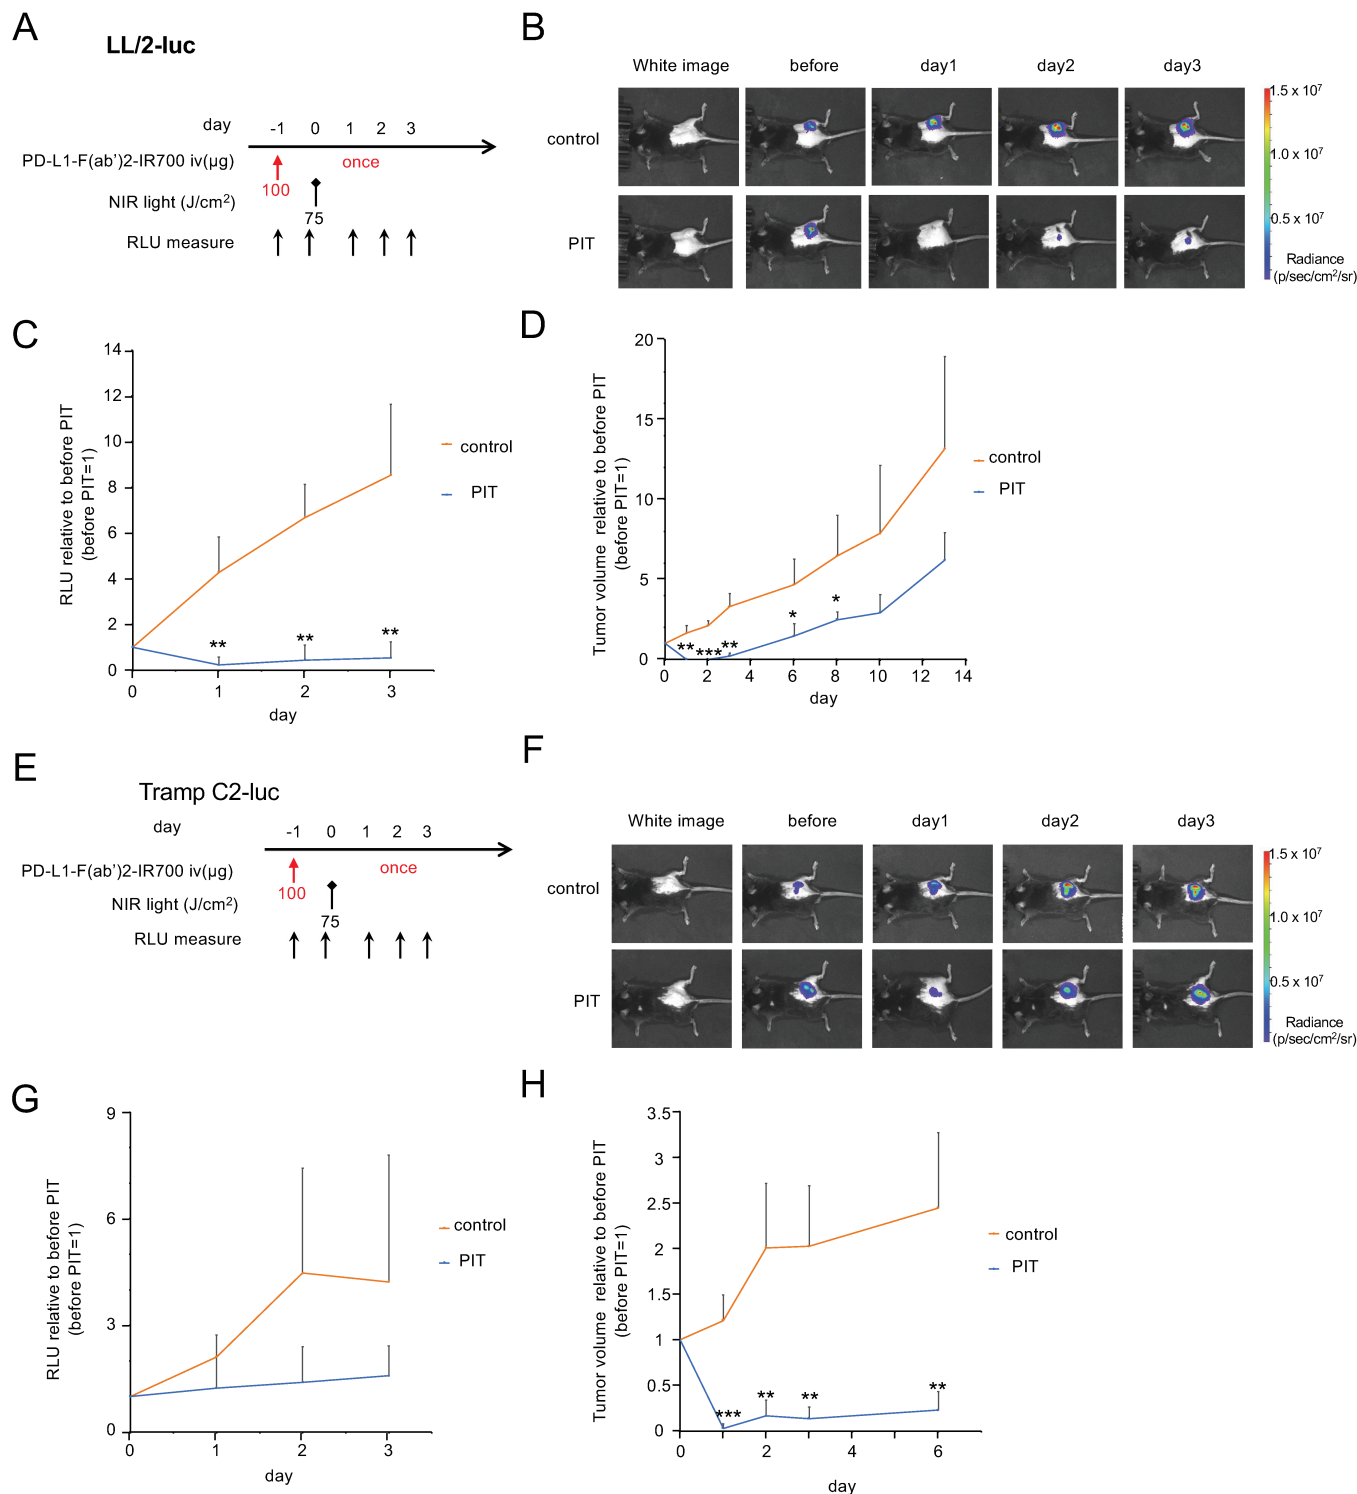 A
LL/2-luc
day -1 0 1 2 3
PD-L1-F(ab’)2-IR700 iv(μg) once
100
NIR light (J/cm²)
75
RLU measure
B
White image before day1 day2 day3
control
PIT
1.5 x 10⁷
1.0 x 10⁷
0.5 x 10⁷
Radiance
(p/sec/cm²/sr)
C
RLU relative to before PIT
(before PIT=1)
14
12
10
8
6
4
2
0
** ** **
0 1 2 3
day
control
PIT
D
Tumor volume relative to before PIT
(before PIT=1)
20
15
10
5
0
** *** ** * *
0 2 4 6 8 10 12 14
day
control
PIT
E
Tramp C2-luc
day -1 0 1 2 3
PD-L1-F(ab’)2-IR700 iv(μg) once
100
NIR light (J/cm²)
75
RLU measure
F
White image before day1 day2 day3
control
PIT
1.5 x 10⁷
1.0 x 10⁷
0.5 x 10⁷
Radiance
(p/sec/cm²/sr)
G
RLU relative to before PIT
(before PIT=1)
9
6
3
0
0 1 2 3
day
control
PIT
H
Tumor volume relative to before PIT
(before PIT=1)
3.5
3
2.5
2
1.5
1
0.5
0
*** ** ** **
0 2 4 6
day
control
PIT